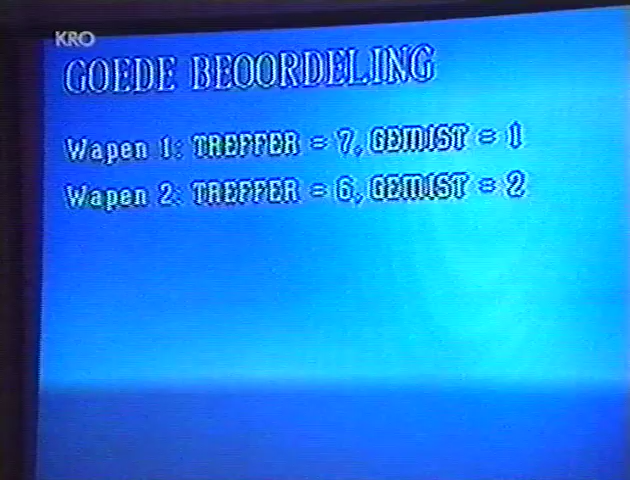 KRO
GOEDE BEOORDELING
Wapen 1: TREFFER = 7, GEMIST = 1
Wapen 2: TREFFER = 6, GEMIST = 2